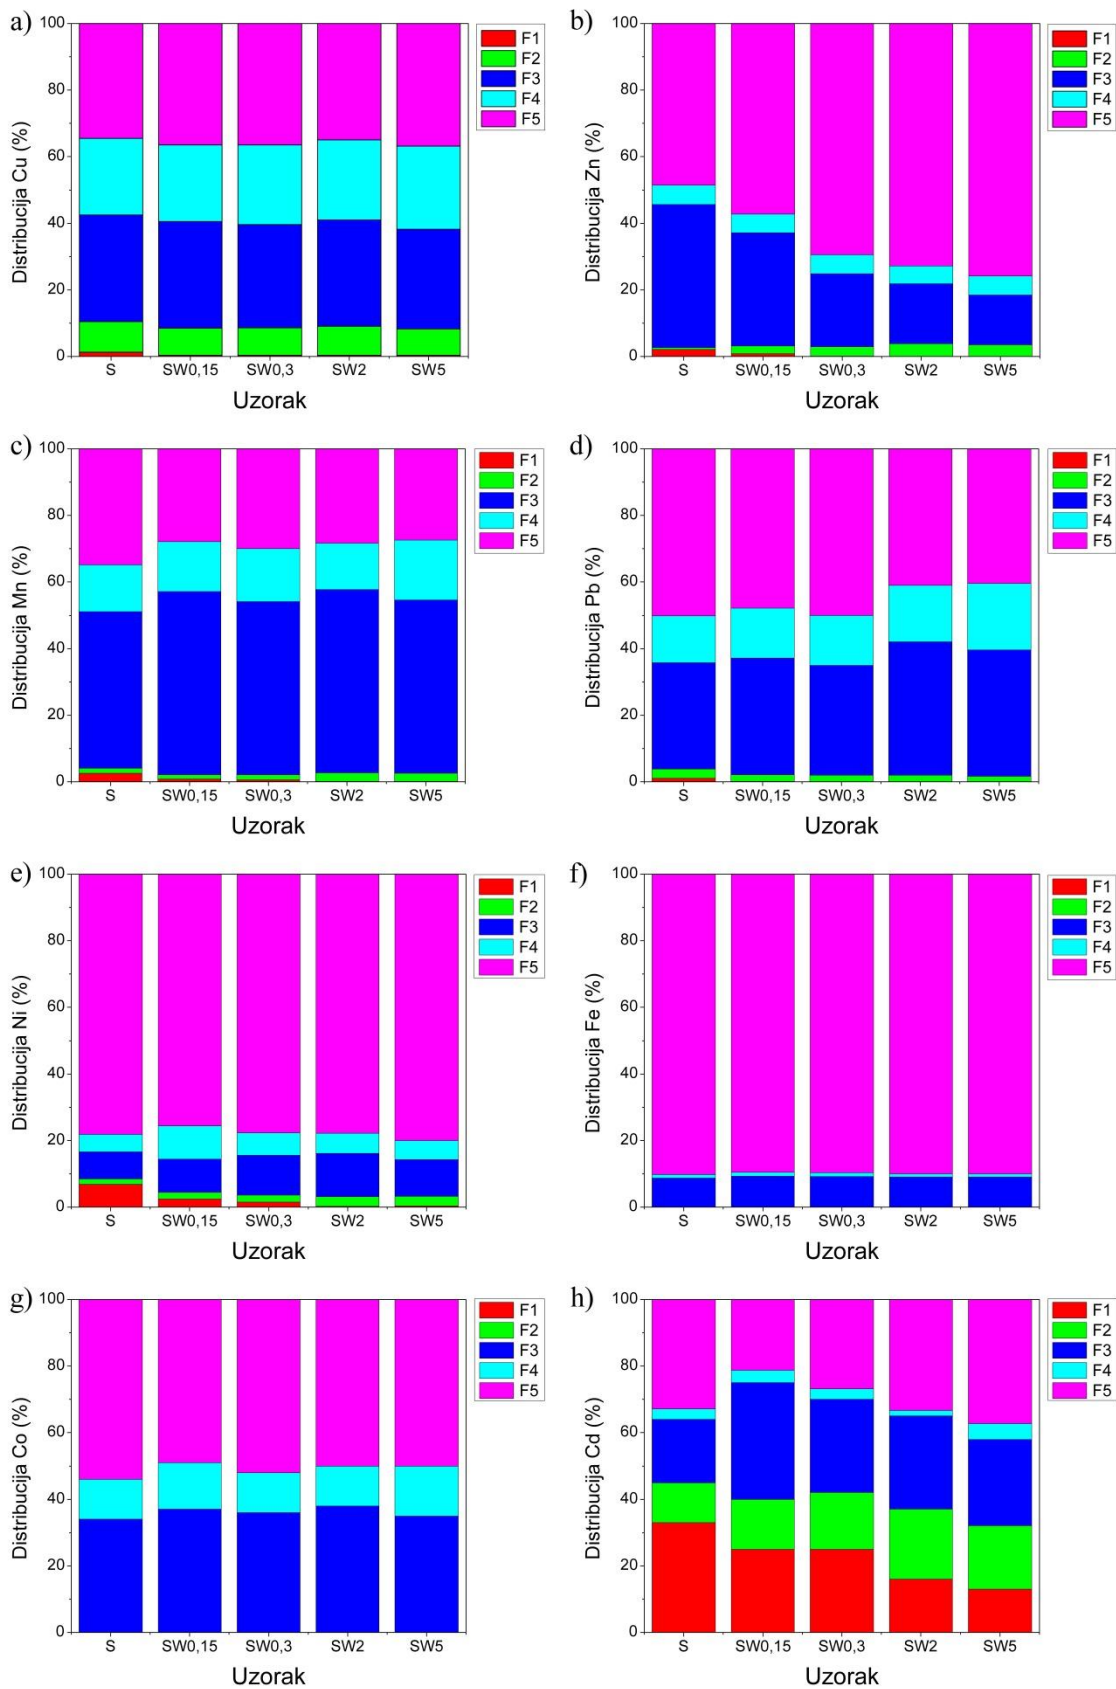 a)
Distribucija Cu (%)
100
80
60
40
20
0
S SW0,15 SW0,3 SW2 SW5
Uzorak
F1
F2
F3
F4
F5
b)
Distribucija Zn (%)
100
80
60
40
20
0
S SW0,15 SW0,3 SW2 SW5
Uzorak
F1
F2
F3
F4
F5
c)
Distribucija Mn (%)
100
80
60
40
20
0
S SW0,15 SW0,3 SW2 SW5
Uzorak
F1
F2
F3
F4
F5
d)
Distribucija Pb (%)
100
80
60
40
20
0
S SW0,15 SW0,3 SW2 SW5
Uzorak
F1
F2
F3
F4
F5
e)
Distribucija Ni (%)
100
80
60
40
20
0
S SW0,15 SW0,3 SW2 SW5
Uzorak
F1
F2
F3
F4
F5
f)
Distribucija Fe (%)
100
80
60
40
20
0
S SW0,15 SW0,3 SW2 SW5
Uzorak
F1
F2
F3
F4
F5
g)
Distribucija Co (%)
100
80
60
40
20
0
S SW0,15 SW0,3 SW2 SW5
Uzorak
F1
F2
F3
F4
F5
h)
Distribucija Cd (%)
100
80
60
40
20
0
S SW0,15 SW0,3 SW2 SW5
Uzorak
F1
F2
F3
F4
F5